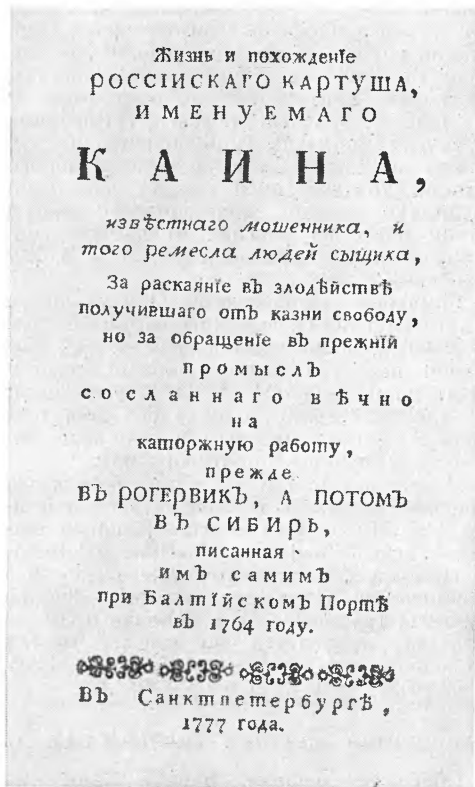 Жизнь и похожденіе
РОССІИСКАГО КАРТУША,
ИМЕНУЕМАГО
КАИНА,
извѣстнаго мошенника, и
того ремесла людей сыщика,
За раскаяніе въ злодѣйствѣ
получившаго отъ казни свободу,
но за обращеніе въ прежній
промыслъ
сосланнаго вѣчно
на
каторжную работу,
прежде
ВЪ РОГЕРВИКЪ, А ПОТОМЪ
ВЪ СИБИРЬ,
писанная
имъ самимъ
при Балтійскомъ Портѣ
въ 1764 году.
ВЪ Санктпетербургѣ,
1777 года.